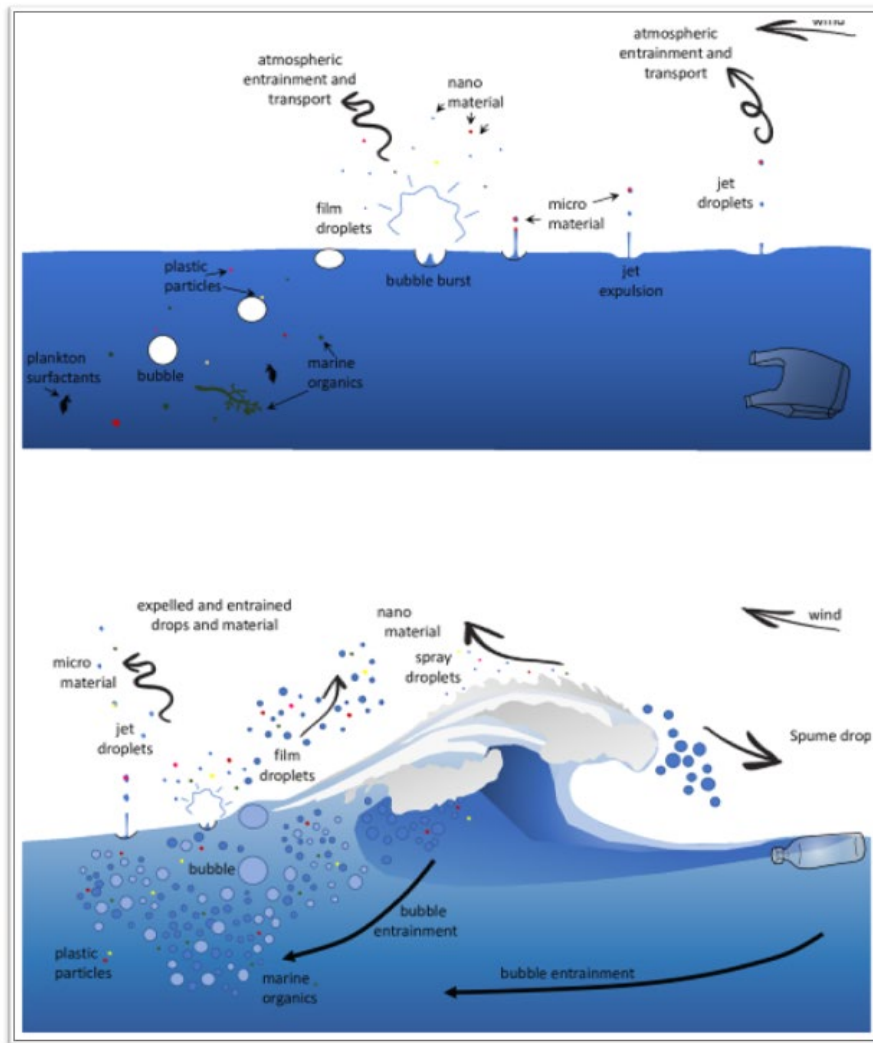 wind
atmospheric
entrainment and
transport
atmospheric
entrainment and
transport
nano
material
film
droplets
micro
material
jet
droplets
plastic
particles
bubble burst
jet
expulsion
plankton
surfactants
bubble
marine
organics
expelled and entrained
drops and material
nano
material
wind
micro
material
spray
droplets
jet
droplets
film
droplets
Spume drop
bubble
bubble
entrainment
plastic
particles
marine
organics
bubble entrainment